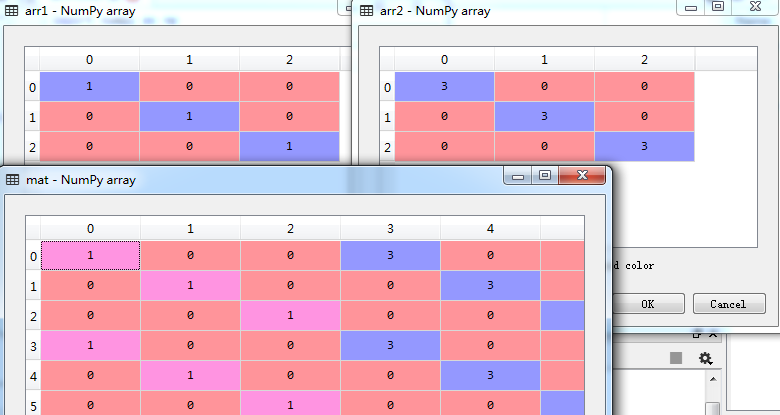 arr1 - NumPy array
0 1 2
0 1 0 0
1 0 1 0
2 0 0 1
arr2 - NumPy array
0 1 2
0 3 0 0
1 0 3 0
2 0 0 3
d color
OK Cancel
mat - NumPy array
0 1 2 3 4
0 1 0 0 3 0
1 0 1 0 0 3
2 0 0 1 0 0
3 1 0 0 3 0
4 0 1 0 0 3
5 0 0 1 0 0